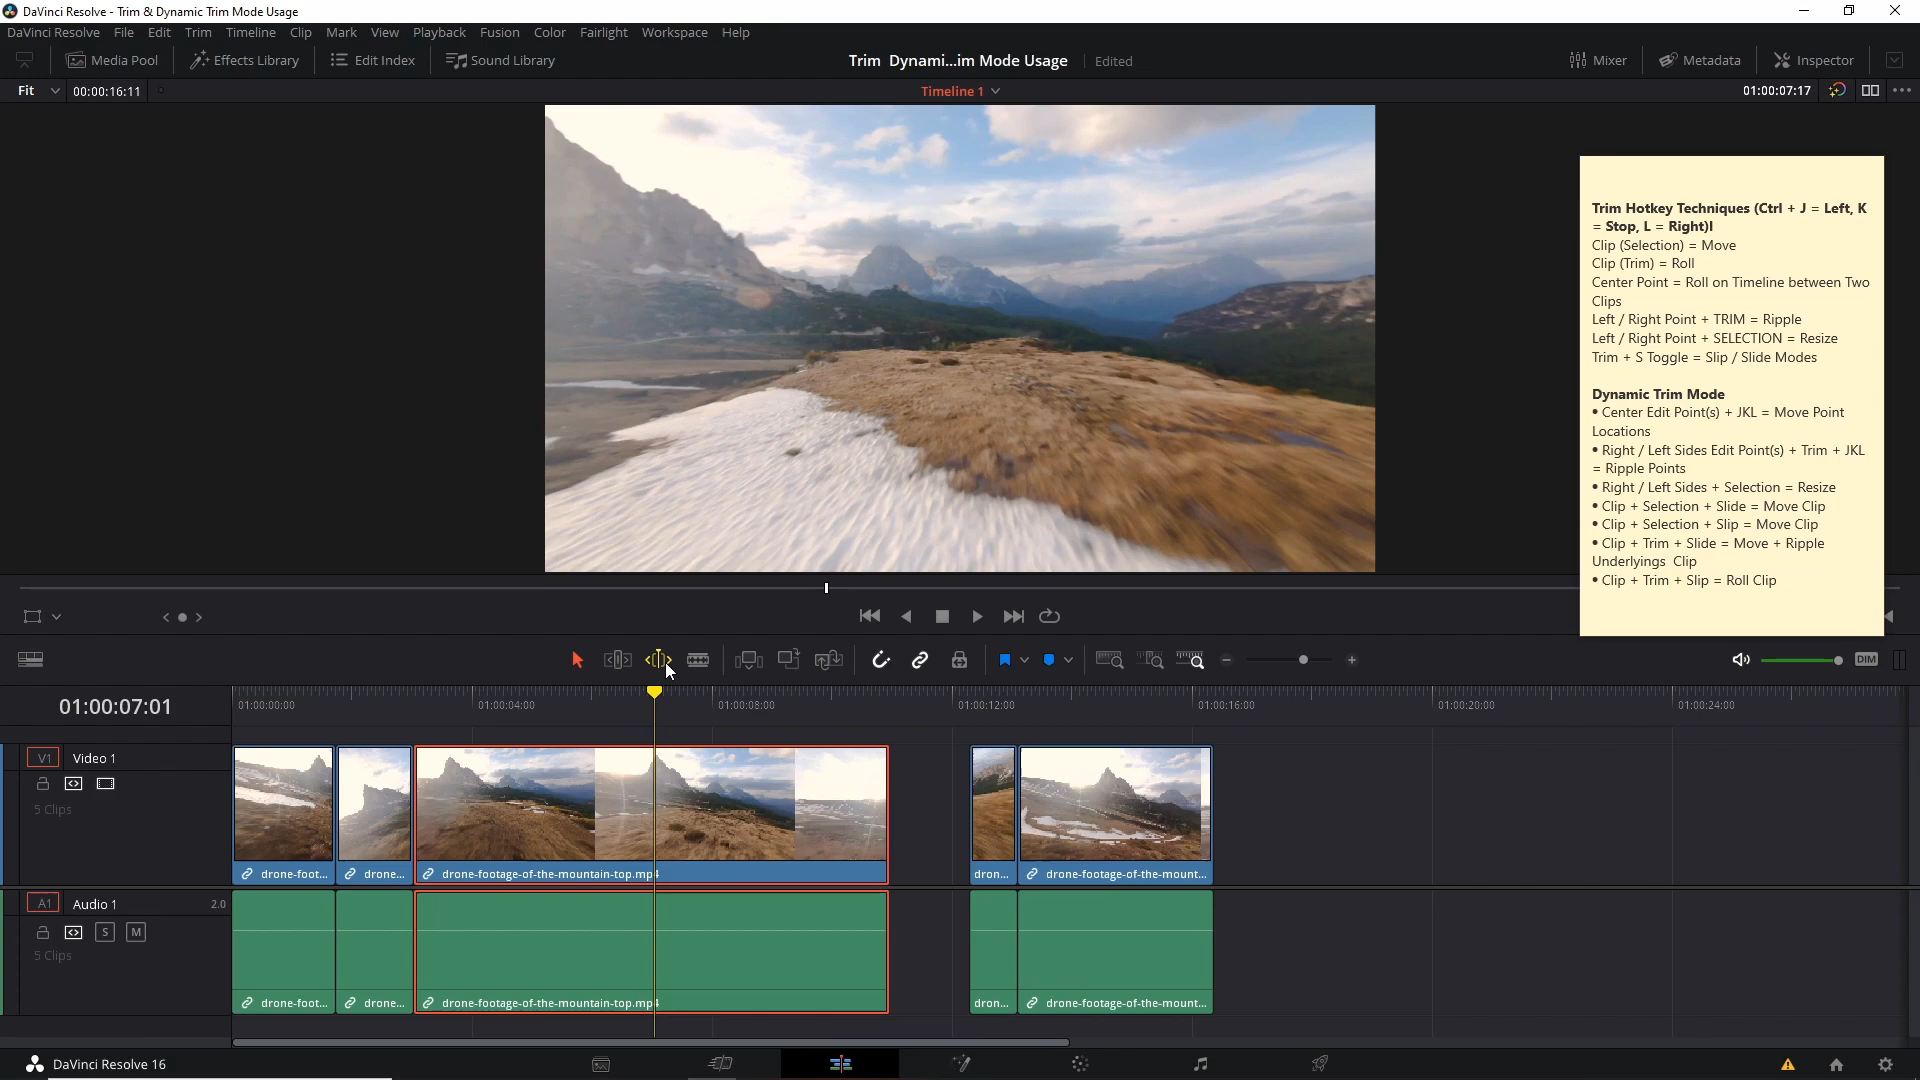 DaVinci Resolve - Trim & Dynamic Trim Mode Usage
DaVinci Resolve File Edit Trim Timeline Clip Mark View Playback Fusion Color Fairlight Workspace Help
Media Pool Effects Library Edit Index Sound Library Trim Dynami...im Mode Usage Edited Mixer Metadata Inspector
Fit 00:00:16:11 Timeline 1 01:00:07:17
Trim Hotkey Techniques (Ctrl + J = Left, K
= Stop, L = Right)l
Clip (Selection) = Move
Clip (Trim) = Roll
Center Point = Roll on Timeline between Two
Clips
Left / Right Point + TRIM = Ripple
Left / Right Point + SELECTION = Resize
Trim + S Toggle = Slip / Slide Modes
Dynamic Trim Mode
• Center Edit Point(s) + JKL = Move Point
Locations
• Right / Left Sides Edit Point(s) + Trim + JKL
= Ripple Points
• Right / Left Sides + Selection = Resize
• Clip + Selection + Slide = Move Clip
• Clip + Selection + Slip = Move Clip
• Clip + Trim + Slide = Move + Ripple
Underlyings Clip
• Clip + Trim + Slip = Roll Clip
DIM
01:00:07:01 01:00:00:00 01:00:04:00 01:00:08:00 01:00:12:00 01:00:16:00 01:00:20:00 01:00:24:00
V1 Video 1
5 Clips
drone-foot... drone... drone-footage-of-the-mountain-top.mp4 dron... drone-footage-of-the-mount...
A1 Audio 1 2.0
S M
5 Clips
drone-foot... drone... drone-footage-of-the-mountain-top.mp4 dron... drone-footage-of-the-mount...
DaVinci Resolve 16